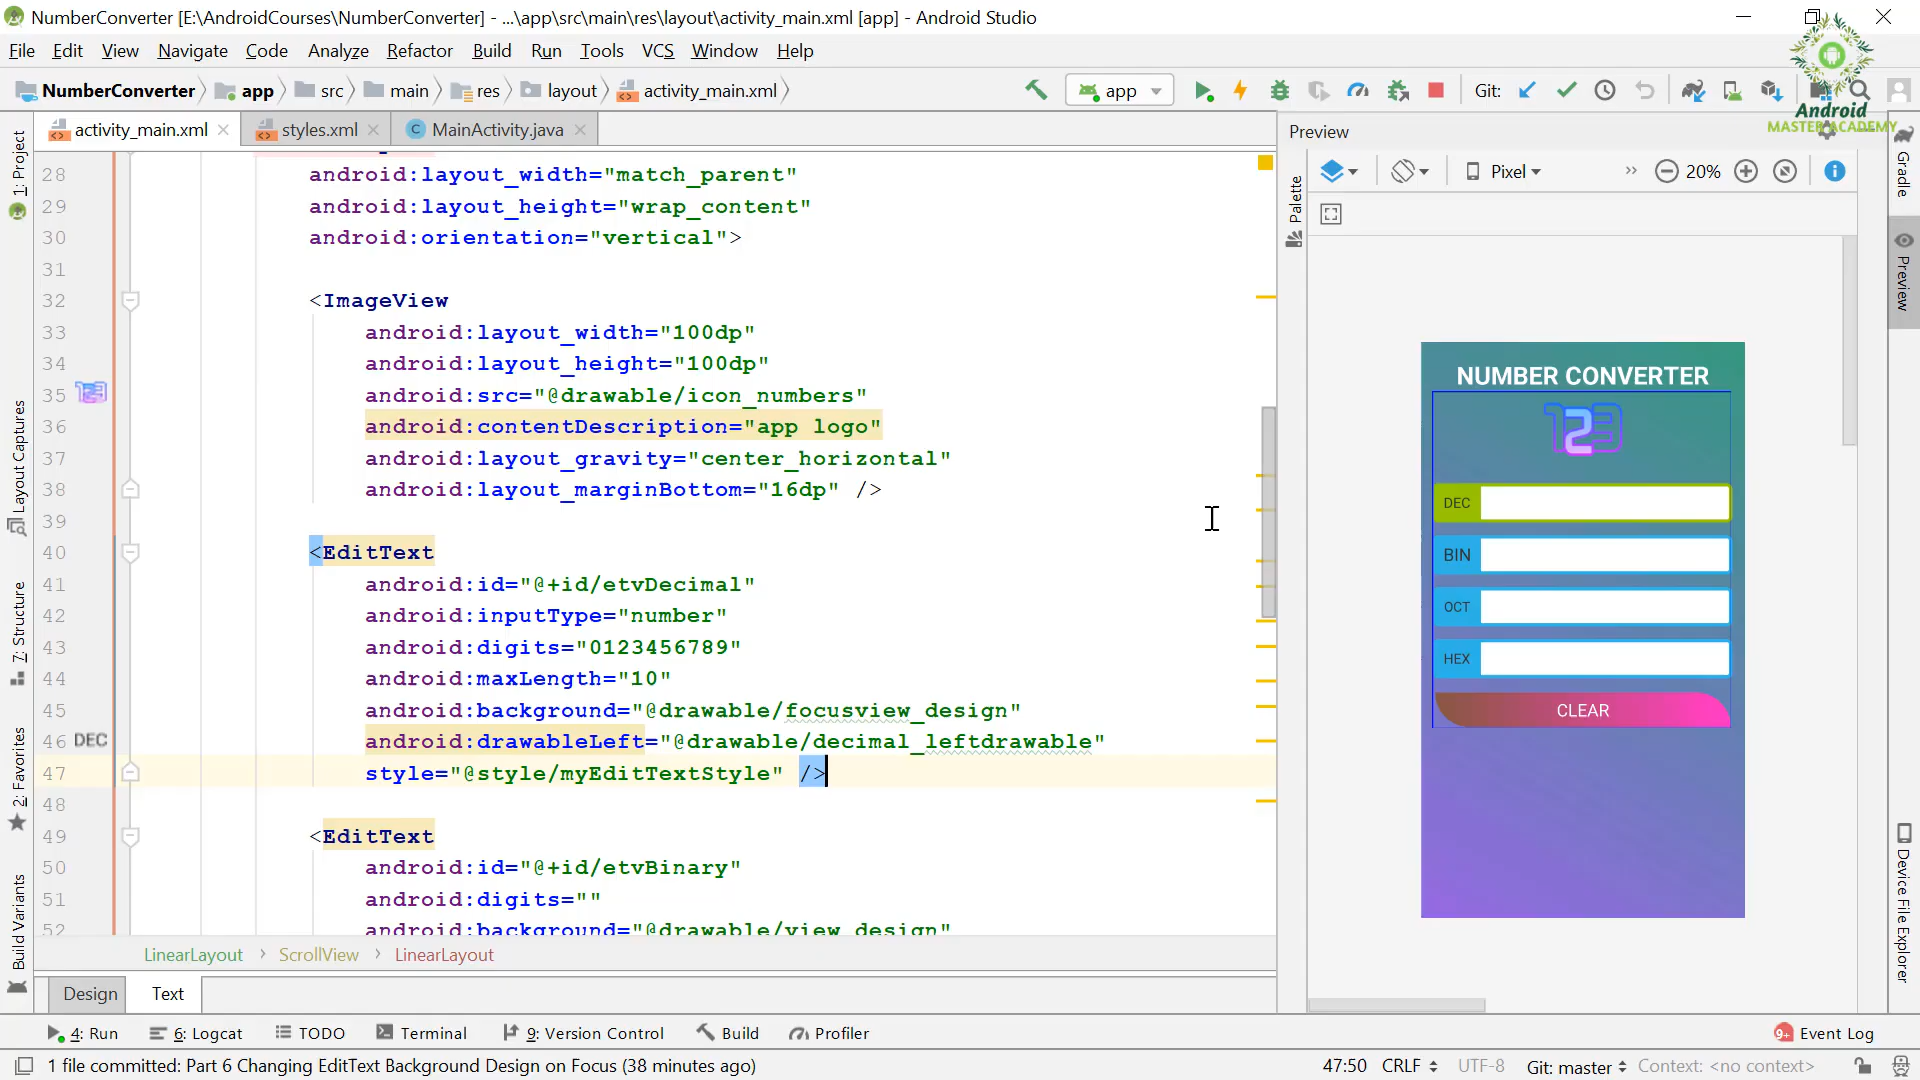 NumberConverter [E:\AndroidCourses\NumberConverter] - ...\app\src\main\res\layout\activity_main.xml [app] - Android Studio
File Edit View Navigate Code Analyze Refactor Build Run Tools VCS Window Help
NumberConverter app src main res layout activity_main.xml app Git:
Android
MASTER ACADEMY
activity_main.xml styles.xml MainActivity.java Preview
Pixel 20%
1: Project
Layout Captures
7: Structure
2: Favorites
Build Variants
28 android:layout_width="match_parent"
29 android:layout_height="wrap_content"
30 android:orientation="vertical">
31
32 <ImageView
33 android:layout_width="100dp"
34 android:layout_height="100dp"
35 android:src="@drawable/icon_numbers"
36 android:contentDescription="app logo"
37 android:layout_gravity="center_horizontal"
38 android:layout_marginBottom="16dp" />
39
40 <EditText
41 android:id="@+id/etvDecimal"
42 android:inputType="number"
43 android:digits="0123456789"
44 android:maxLength="10"
45 android:background="@drawable/focusview_design"
46 DEC android:drawableLeft="@drawable/decimal_leftdrawable"
47 style="@style/myEditTextStyle" />
48
49 <EditText
50 android:id="@+id/etvBinary"
51 android:digits=""
52 android:background="@drawable/view_design"
LinearLayout ScrollView LinearLayout
Design Text
Palette
NUMBER CONVERTER
123
DEC
BIN
OCT
HEX
CLEAR
Gradle
Preview
Device File Explorer
4: Run 6: Logcat TODO Terminal 9: Version Control Build Profiler 9+ Event Log
1 file committed: Part 6 Changing EditText Background Design on Focus (38 minutes ago) 47:50 CRLF UTF-8 Git: master Context: <no context>